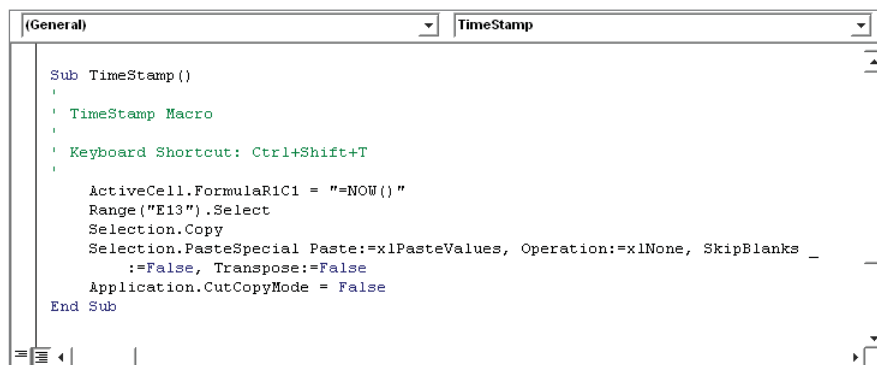 (General) TimeStamp
Sub TimeStamp()
'
' TimeStamp Macro
'
' Keyboard Shortcut: Ctrl+Shift+T
'
ActiveCell.FormulaR1C1 = "=NOW()"
Range("E13").Select
Selection.Copy
Selection.PasteSpecial Paste:=xlPasteValues, Operation:=xlNone, SkipBlanks _
:=False, Transpose:=False
Application.CutCopyMode = False
End Sub